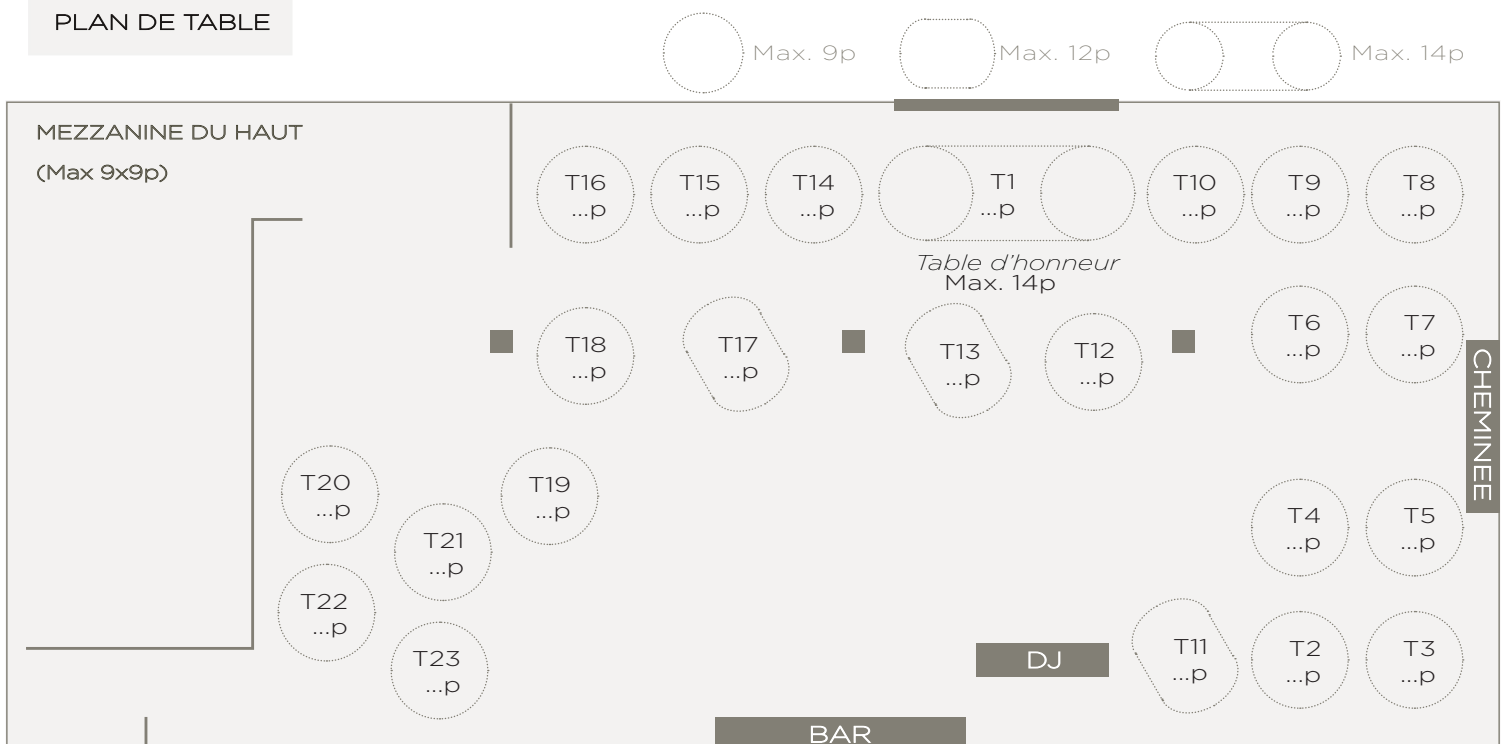 PLAN DE TABLE
Max. 9p
Max. 12p
Max. 14p
MEZZANINE DU HAUT
(Max 9x9p)
T16
...p
T15
...p
T14
...p
T1
...p
T10
...p
T9
...p
T8
...p
Table d'honneur
Max. 14p
T18
...p
T17
...p
T13
...p
T12
...p
T6
...p
T7
...p
CHEMINEE
T20
...p
T21
...p
T19
...p
T4
...p
T5
...p
T22
...p
T23
...p
DJ
T11
...p
T2
...p
T3
...p
BAR